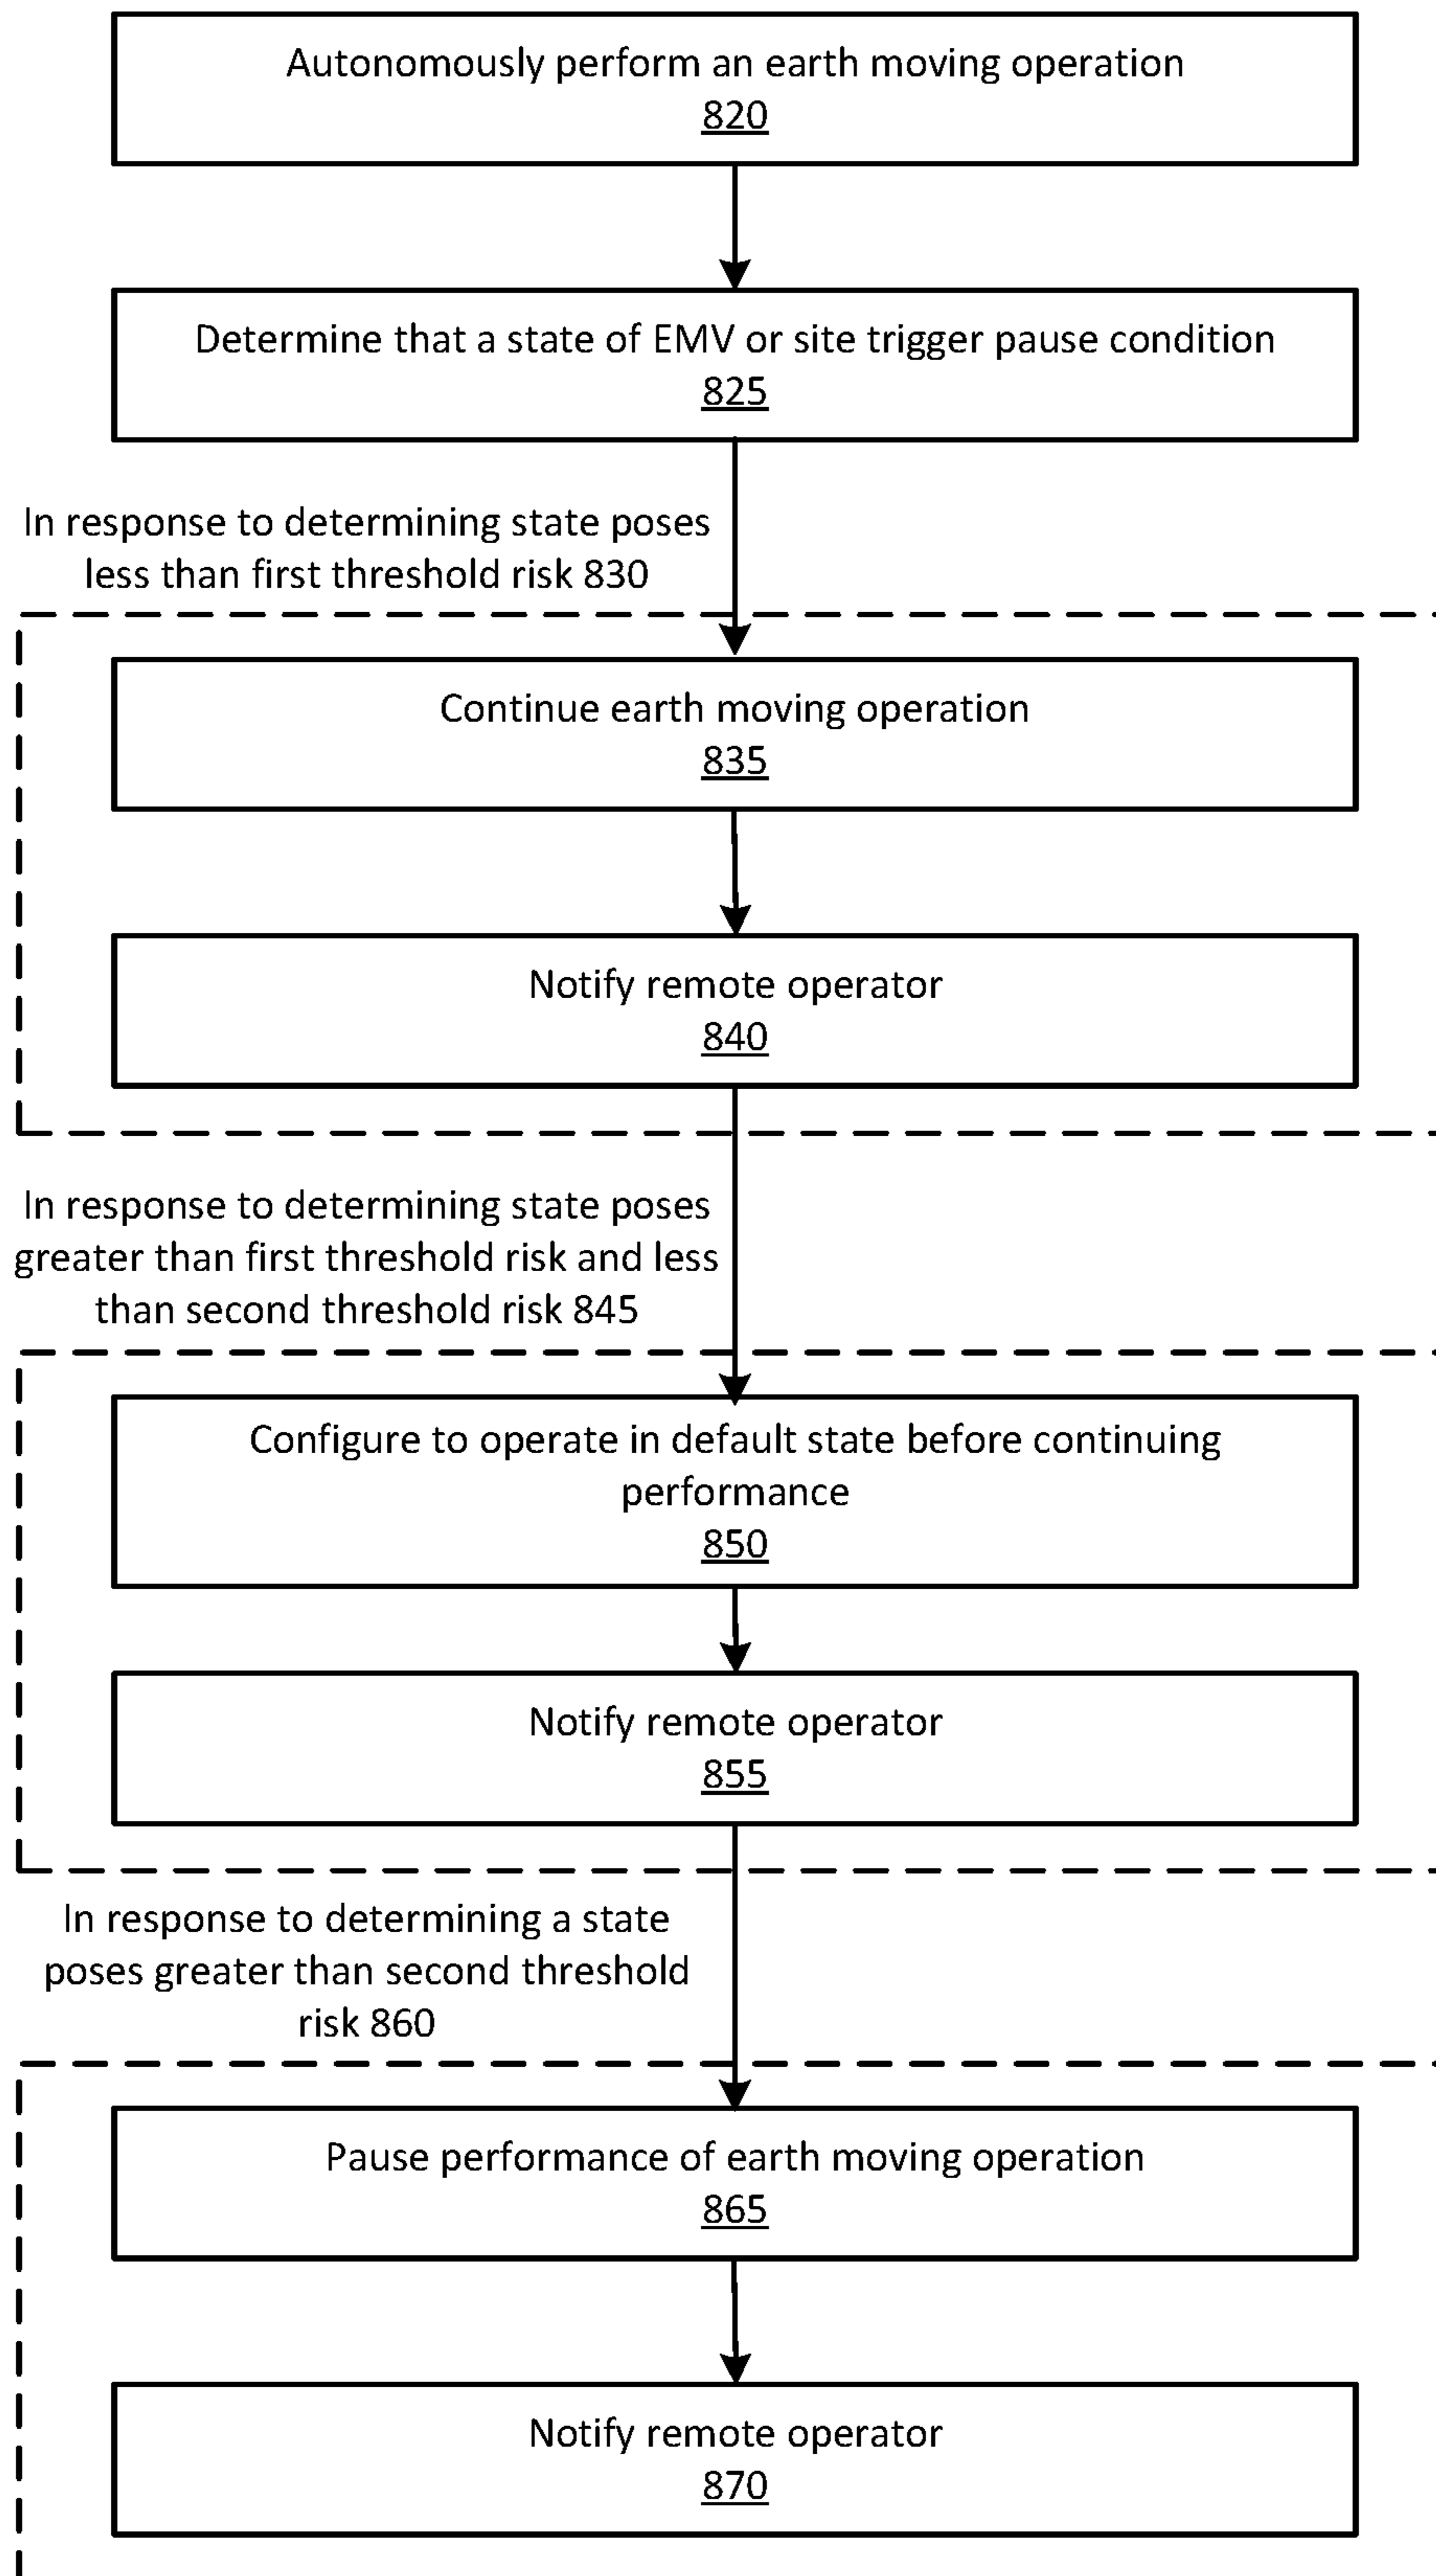 Autonomously perform an earth moving operation
820
Determine that a state of EMV or site trigger pause condition
825
In response to determining state poses
less than first threshold risk 830
Continue earth moving operation
835
Notify remote operator
840
In response to determining state poses
greater than first threshold risk and less
than second threshold risk 845
Configure to operate in default state before continuing
performance
850
Notify remote operator
855
In response to determining a state
poses greater than second threshold
risk 860
Pause performance of earth moving operation
865
Notify remote operator
870